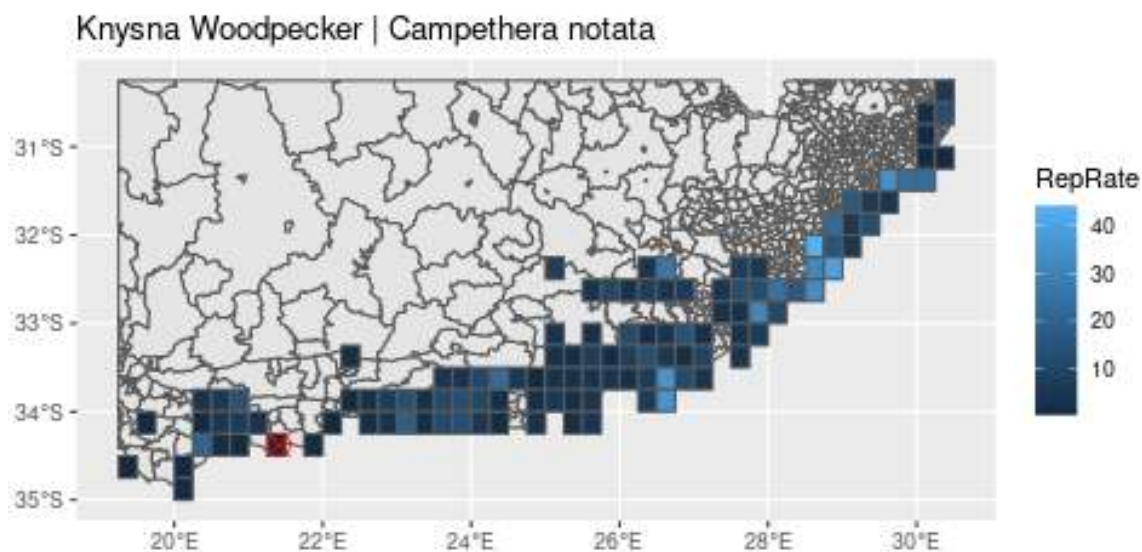 Knysna Woodpecker | Campethera notata
31°S
32°S
33°S
34°S
35°S
20°E
22°E
24°E
26°E
28°E
30°E
RepRate
40
30
20
10